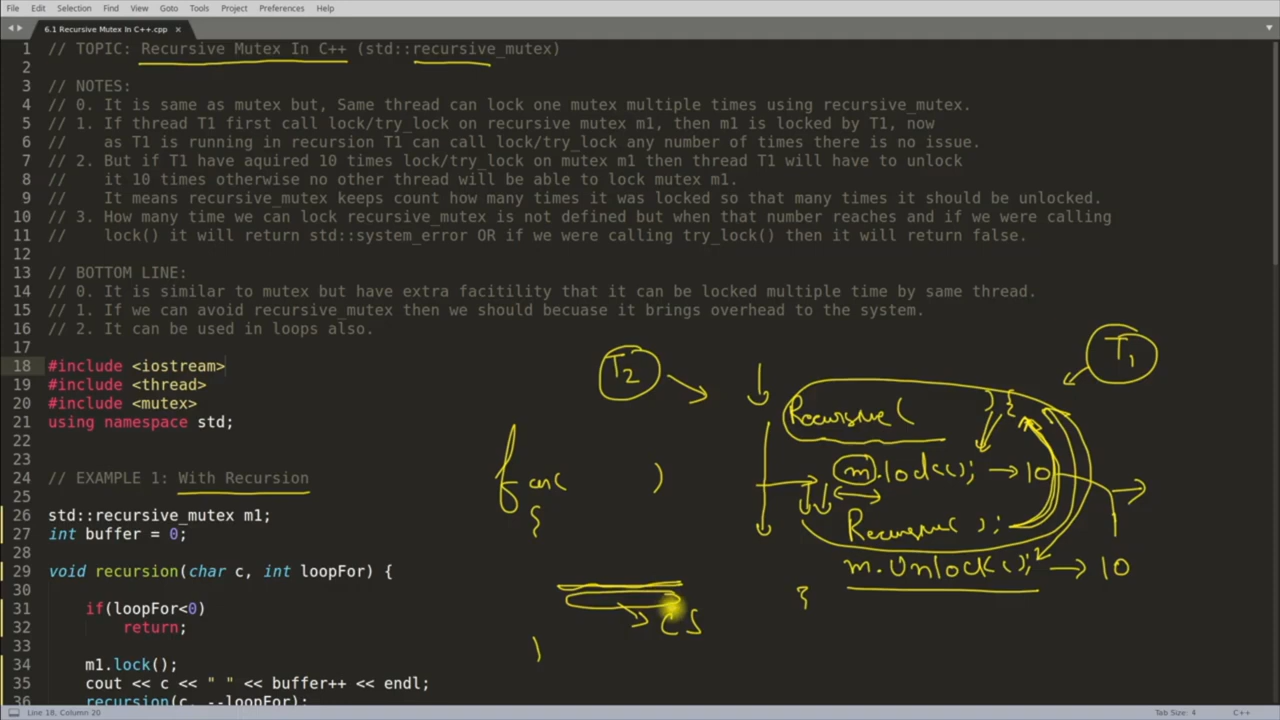 File Edit Selection Find View Goto Tools Project Preferences Help
6.1 Recursive Mutex In C++.cpp ×
1 // TOPIC: Recursive Mutex In C++ (std::recursive_mutex)
2
3 // NOTES:
4 // 0. It is same as mutex but, Same thread can lock one mutex multiple times using recursive_mutex.
5 // 1. If thread T1 first call lock/try_lock on recursive mutex m1, then m1 is locked by T1, now
6 // as T1 is running in recursion T1 can call lock/try_lock any number of times there is no issue.
7 // 2. But if T1 have aquired 10 times lock/try_lock on mutex m1 then thread T1 will have to unlock
8 // it 10 times otherwise no other thread will be able to lock mutex m1.
9 // It means recursive_mutex keeps count how many times it was locked so that many times it should be unlocked.
10 // 3. How many time we can lock recursive_mutex is not defined but when that number reaches and if we were calling
11 // lock() it will return std::system_error OR if we were calling try_lock() then it will return false.
12
13 // BOTTOM LINE:
14 // 0. It is similar to mutex but have extra facitility that it can be locked multiple time by same thread.
15 // 1. If we can avoid recursive_mutex then we should becuase it brings overhead to the system.
16 // 2. It can be used in loops also.
17
18 #include <iostream>
19 #include <thread>
20 #include <mutex>
21 using namespace std;
22
23
24 // EXAMPLE 1: With Recursion
25
26 std::recursive_mutex m1;
27 int buffer = 0;
28
29 void recursion(char c, int loopFor) {
30
31 if(loopFor<0)
32 return;
33
34 m1.lock();
35 cout << c << " " << buffer++ << endl;
36 recursion(c, --loopFor);
T2
T1
Recursive( ) {
m.lock(); → 10
Recursive( );
m.Unlock(); → 10
}
fun( )
{
CS
}
Line 18, Column 20
Tab Size: 4 C++